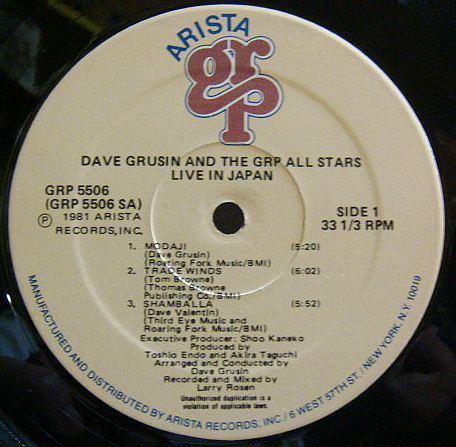 ARISTA
grp
DAVE GRUSIN AND THE GRP ALL STARS
LIVE IN JAPAN
GRP 5506
(GRP 5506 SA)
℗ 1981 ARISTA
RECORDS, INC.
SIDE 1
33 1/3 RPM
1. MODAJI (5:20)
(Dave Grusin)
(Roaring Fork Music/BMI)
2. TRADE WINDS (6:02)
(Tom Browne)
(Thomas Browne
Publishing Co./BMI)
3. SHAMBALLA (5:52)
(Dave Valentin)
(Third Eye Music and
Roaring Fork Music/BMI)
Executive Producer: Shoo Kaneko
Produced by
Toshio Endo and Akira Taguchi
Arranged and Conducted by
Dave Grusin
Recorded and Mixed by
Larry Rosen
Unauthorized duplication is a
violation of applicable laws.
MANUFACTURED AND DISTRIBUTED BY ARISTA RECORDS, INC./ 6 WEST 57TH ST./ NEW YORK, N.Y. 10019